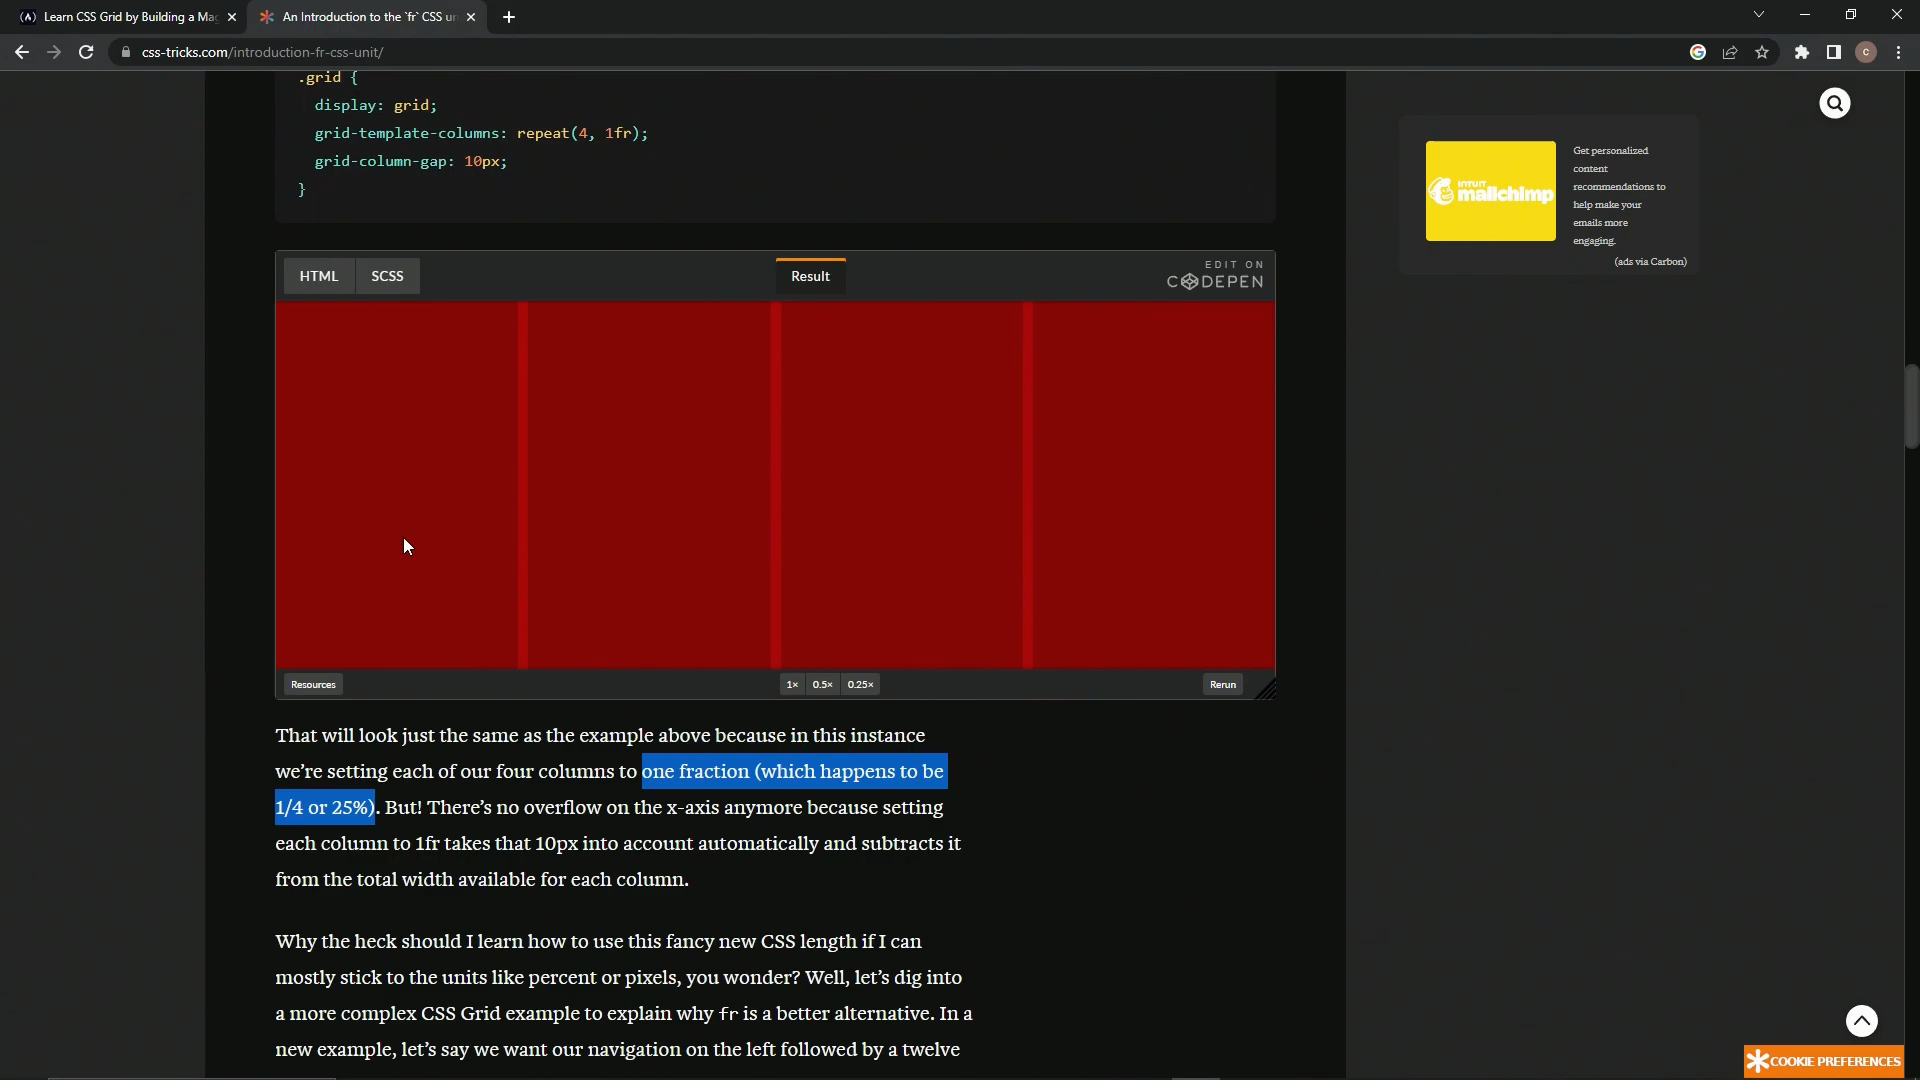 Learn CSS Grid by Building a Mag
An Introduction to the `fr` CSS un
css-tricks.com/introduction-fr-css-unit/
C
.grid {
display: grid;
grid-template-columns: repeat(4, 1fr);
grid-column-gap: 10px;
}
INTUIT
mailchimp
Get personalized
content
recommendations to
help make your
emails more
engaging.
(ads via Carbon)
HTML
SCSS
Result
EDIT ON
CODEPEN
Resources
1×
0.5×
0.25×
Rerun
That will look just the same as the example above because in this instance
we’re setting each of our four columns to one fraction (which happens to be
1/4 or 25%). But! There’s no overflow on the x-axis anymore because setting
each column to 1fr takes that 10px into account automatically and subtracts it
from the total width available for each column.
Why the heck should I learn how to use this fancy new CSS length if I can
mostly stick to the units like percent or pixels, you wonder? Well, let’s dig into
a more complex CSS Grid example to explain why fr is a better alternative. In a
new example, let’s say we want our navigation on the left followed by a twelve
COOKIE PREFERENCES